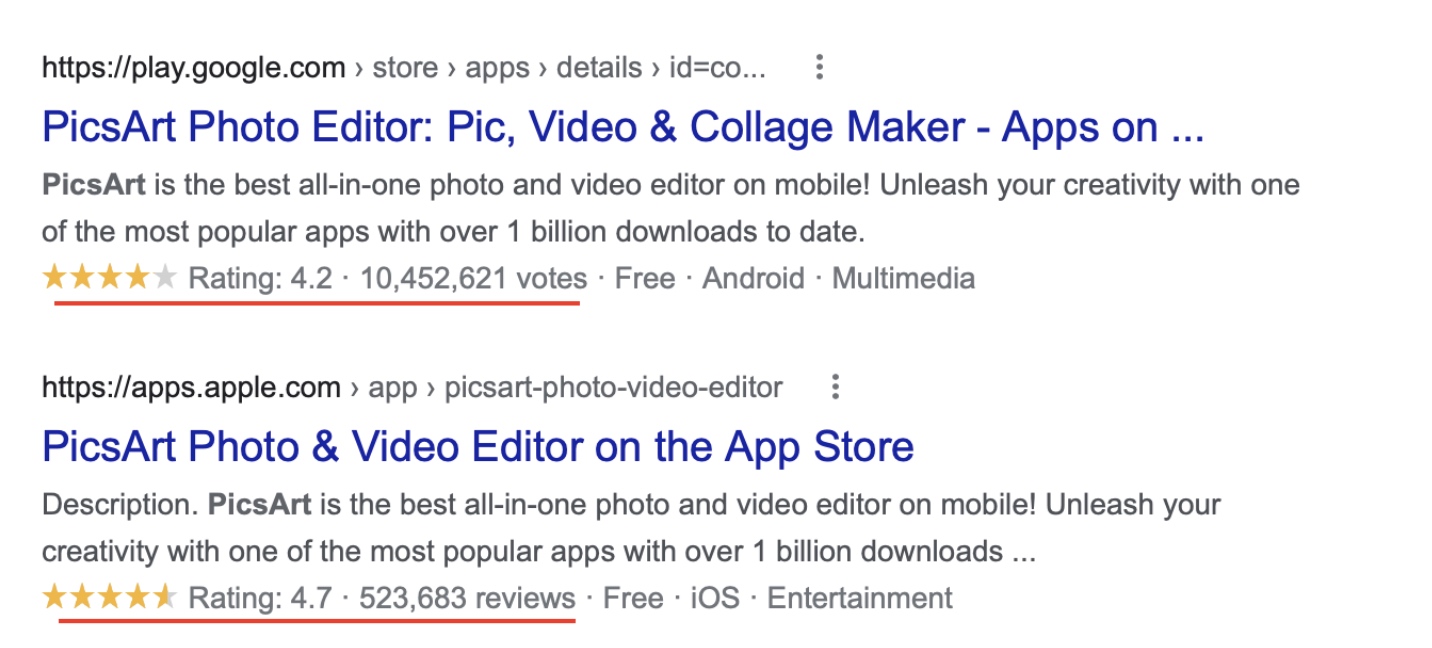 https://play.google.com › store › apps › details › id=co...
PicsArt Photo Editor: Pic, Video & Collage Maker - Apps on ...
PicsArt is the best all-in-one photo and video editor on mobile! Unleash your creativity with one
of the most popular apps with over 1 billion downloads to date.
Rating: 4.2 · 10,452,621 votes · Free · Android · Multimedia
https://apps.apple.com › app › picsart-photo-video-editor
PicsArt Photo & Video Editor on the App Store
Description. PicsArt is the best all-in-one photo and video editor on mobile! Unleash your
creativity with one of the most popular apps with over 1 billion downloads ...
Rating: 4.7 · 523,683 reviews · Free · iOS · Entertainment